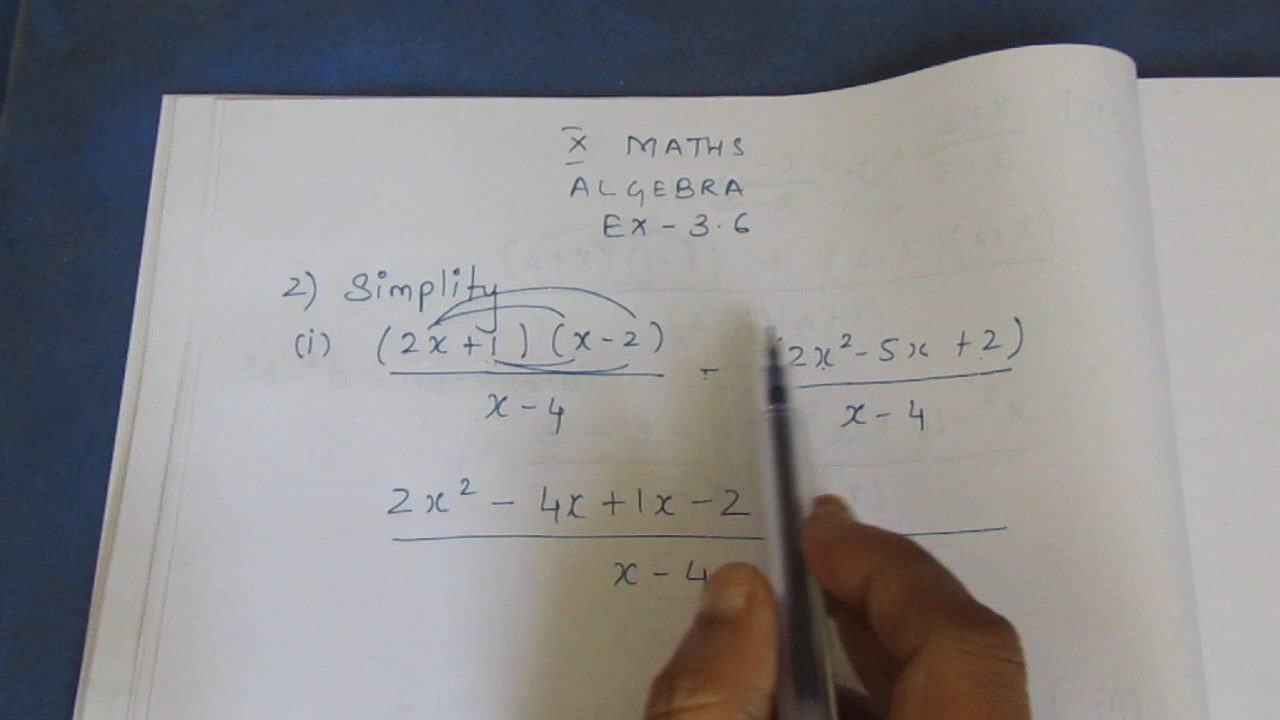 X MATHS
ALGEBRA
EX - 3.6
2) Simplify
(i) (2x+1)(x-2) - (2x²-5x+2)
x-4 x-4
2x² - 4x + 1x - 2
x - 4